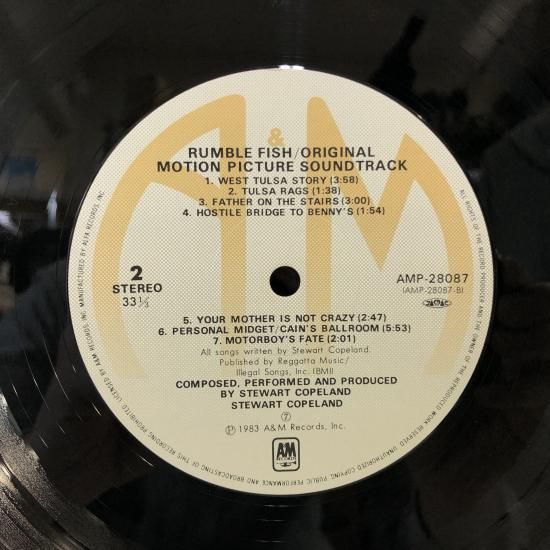 &
RUMBLE FISH/ORIGINAL
MOTION PICTURE SOUNDTRACK
1. WEST TULSA STORY (3:58)
2. TULSA RAGS (1:38)
3. FATHER ON THE STAIRS (3:00)
4. HOSTILE BRIDGE TO BENNY'S (1:54)
2
STEREO
33⅓
AMP-28087
(AMP-28087-B)
5. YOUR MOTHER IS NOT CRAZY (2:47)
6. PERSONAL MIDGET/CAIN'S BALLROOM (5:53)
7. MOTORBOY'S FATE (2:01)
All songs written by Stewart Copeland.
Published by Reggatta Music/
Illegal Songs, Inc. (BMI)
COMPOSED, PERFORMED AND PRODUCED
BY STEWART COPELAND
STEWART COPELAND
⑦
℗ 1983 A&M Records, Inc.
A&M
RECORDS
ALL RIGHTS OF THE RECORD PRODUCER AND THE OWNER OF THE REPRODUCED WORK RESERVED. UNAUTHORIZED COPYING PUBLIC PERFORMANCE AND BROADCASTING OF THIS RECORDING PROHIBITED. LICENSED BY A&M RECORDS, INC. MANUFACTURED BY ALFA RECORDS, INC.